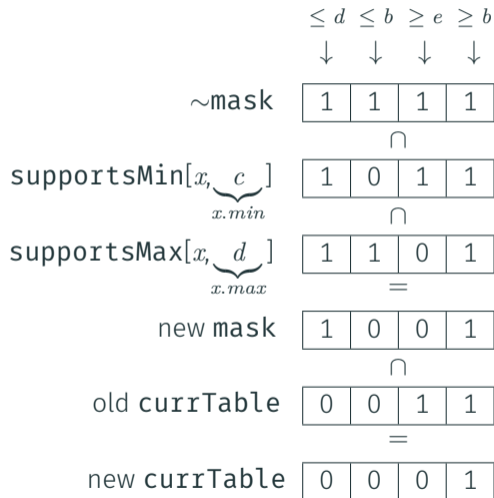 ≤ d ≤ b ≥ e ≥ b
↓ ↓ ↓ ↓
~mask 1 1 1 1
∩
supportsMin[x, c ] 1 0 1 1
x.min
∩
supportsMax[x, d ] 1 1 0 1
x.max
=
new mask 1 0 0 1
∩
old currTable 0 0 1 1
=
new currTable 0 0 0 1